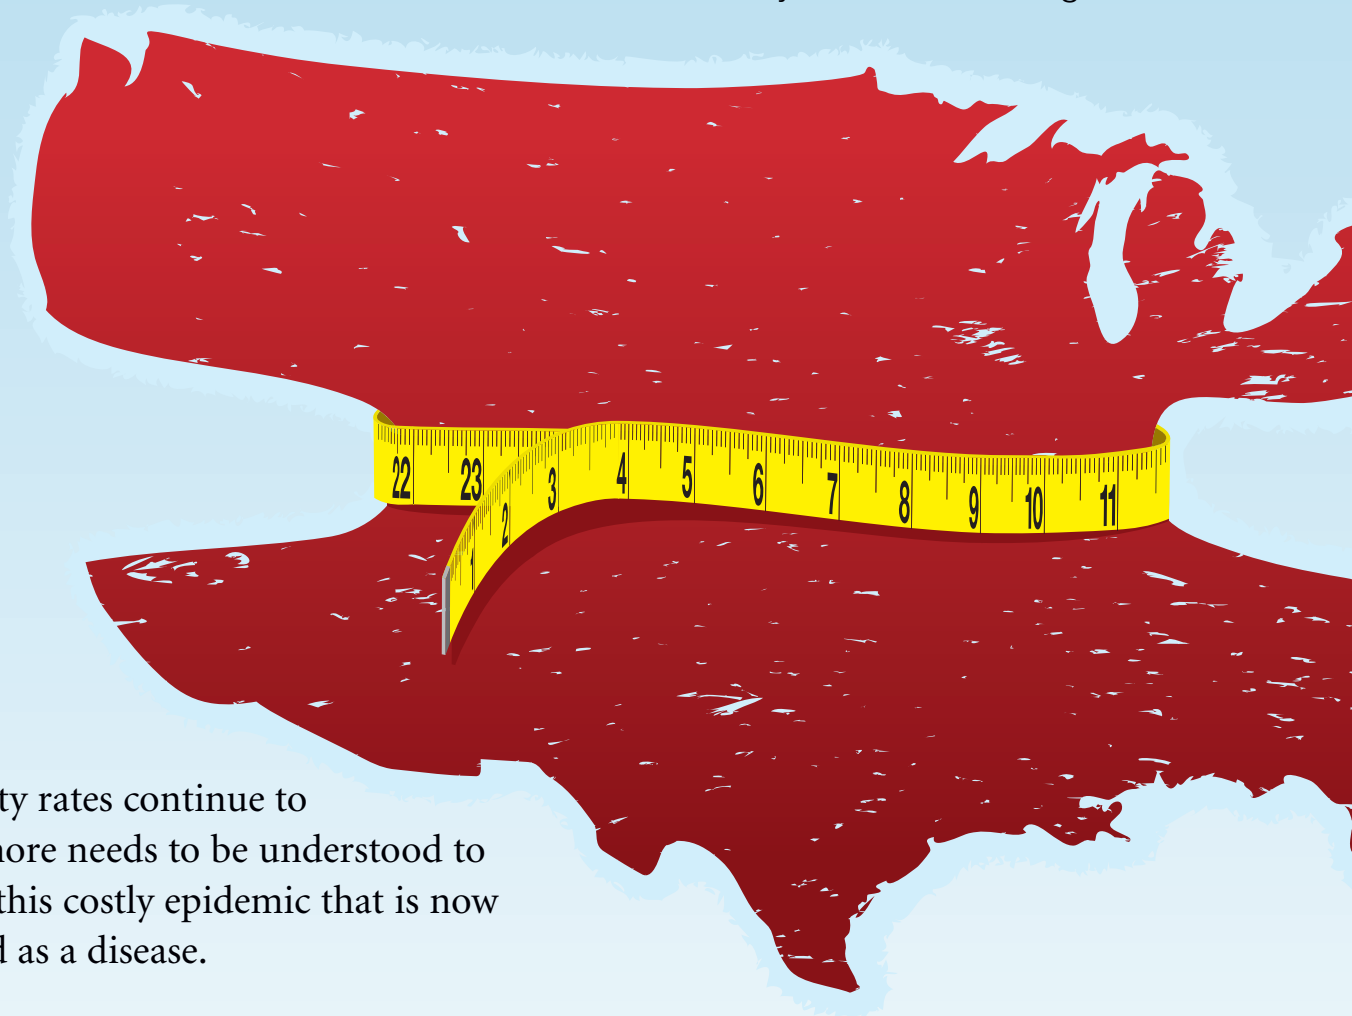 22 23 1 2 3 4 5 6 7 8 9 10 11
ty rates continue to
ore needs to be understood to
this costly epidemic that is now
as a disease.